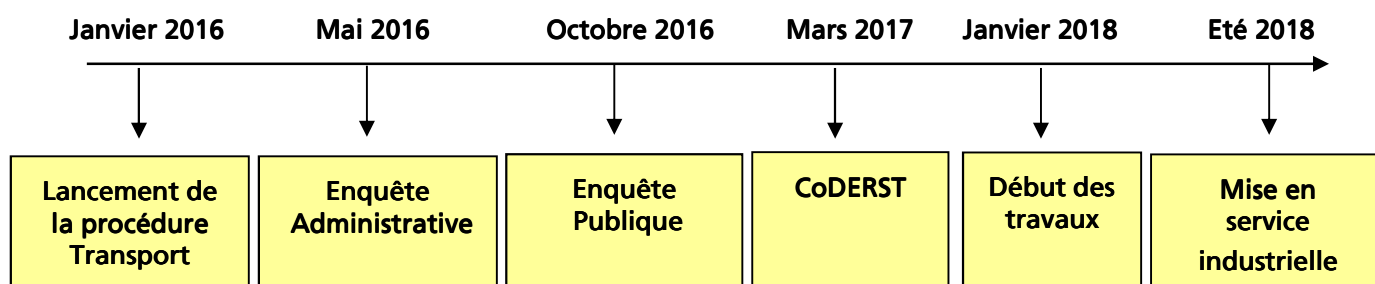 Janvier 2016 Mai 2016 Octobre 2016 Mars 2017 Janvier 2018 Eté 2018
Lancement de
la procédure
Transport
Enquête
Administrative
Enquête
Publique
CoDERST
Début des
travaux
Mise en
service
industrielle